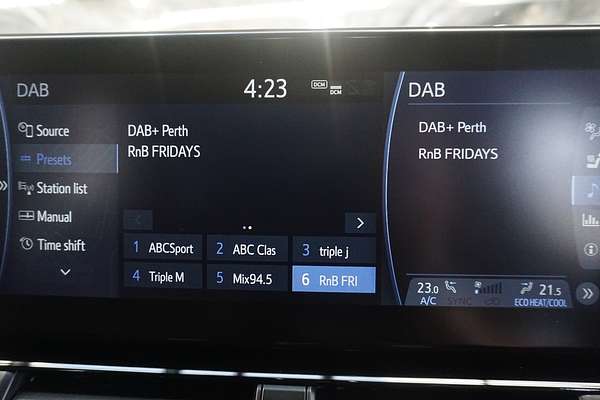 DAB
4:23
DCM
DCM
DAB
Source
Presets
Station list
Manual
Time shift
DAB+ Perth
RnB FRIDAYS
1 ABCSport
2 ABC Clas
3 triple j
4 Triple M
5 Mix94.5
6 RnB FRI
DAB+ Perth
RnB FRIDAYS
23.0
21.5
A/C SYNC ECO HEAT/COOL